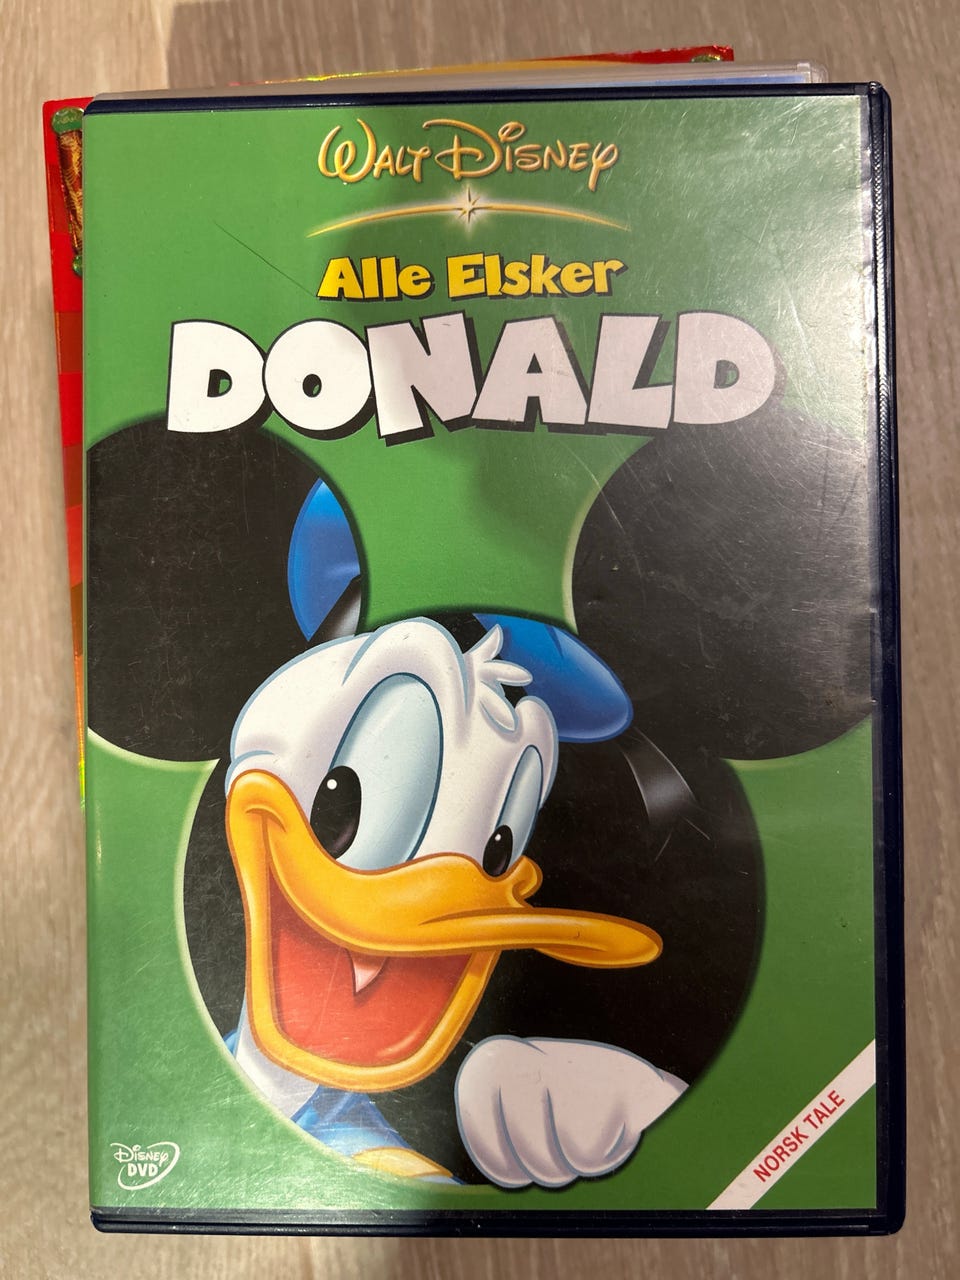 WALT DISNEY
Alle Elsker
DONALD
DISNEY
DVD
NORSK TALE